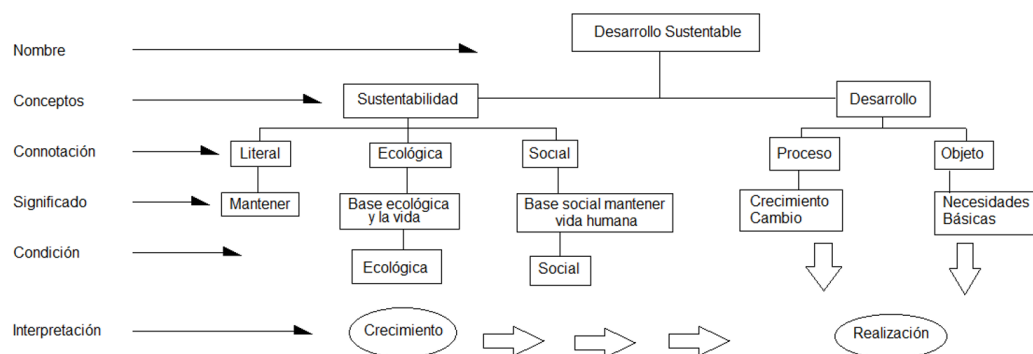 Desarrollo Sustentable
Nombre
Conceptos
Sustentabilidad
Desarrollo
Connotación
Literal
Ecológica
Social
Proceso
Objeto
Significado
Mantener
Base ecológica
y la vida
Base social mantener
vida humana
Crecimiento
Cambio
Necesidades
Básicas
Condición
Ecológica
Social
Interpretación
Crecimiento
Realización